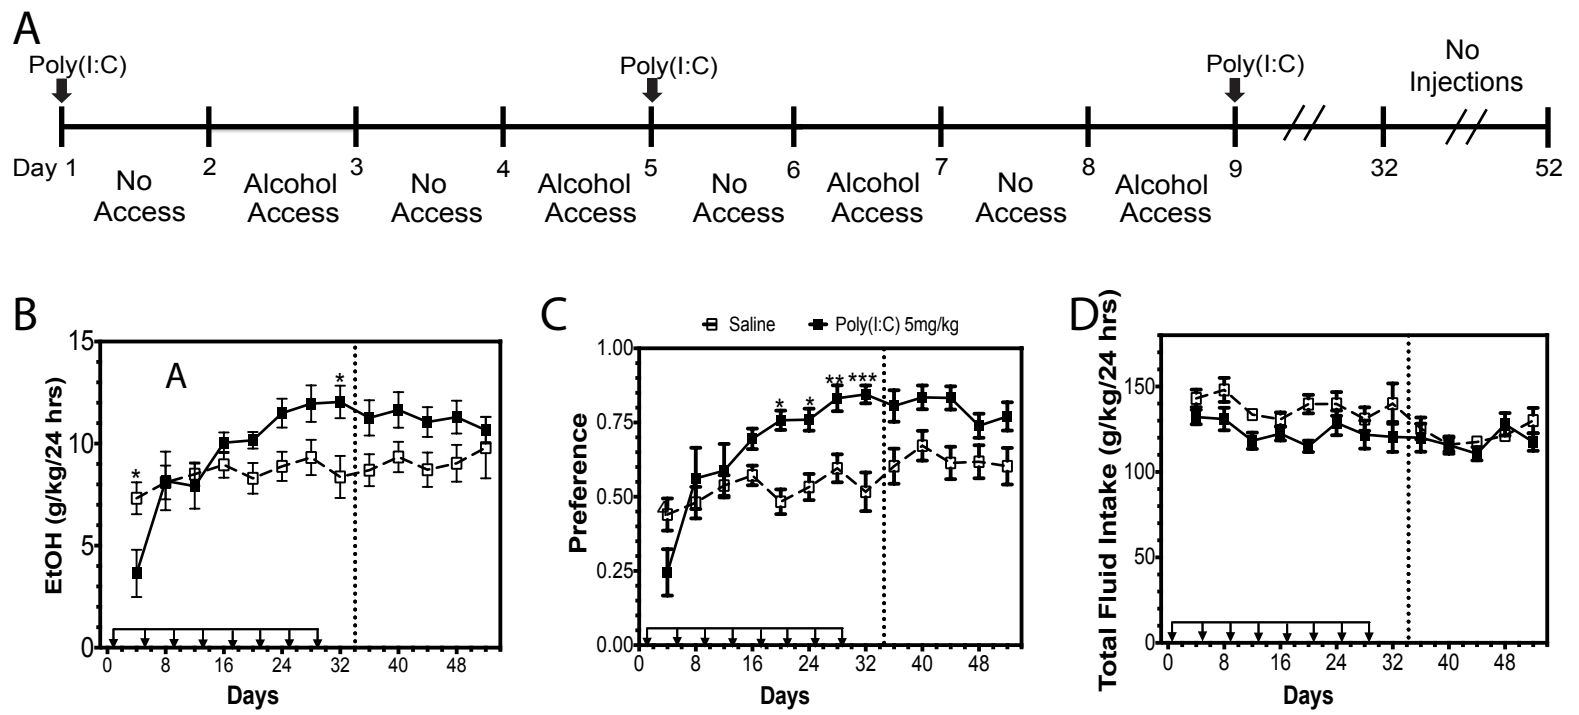 A
Poly(I:C)
Poly(I:C)
Poly(I:C)
No
Injections
Day 1 2 3 4 5 6 7 8 9 32 52
No
Access
Alcohol
Access
No
Access
Alcohol
Access
No
Access
Alcohol
Access
No
Access
Alcohol
Access
B
A
EtOH (g/kg/24 hrs)
15
10
5
0
*
*
0 8 16 24 32 40 48
Days
C
Saline
Poly(I:C) 5mg/kg
Preference
1.00
0.75
0.50
0.25
0.00
*
*
**
***
0 8 16 24 32 40 48
Days
D
Total Fluid Intake (g/kg/24 hrs)
150
100
50
0
0 8 16 24 32 40 48
Days